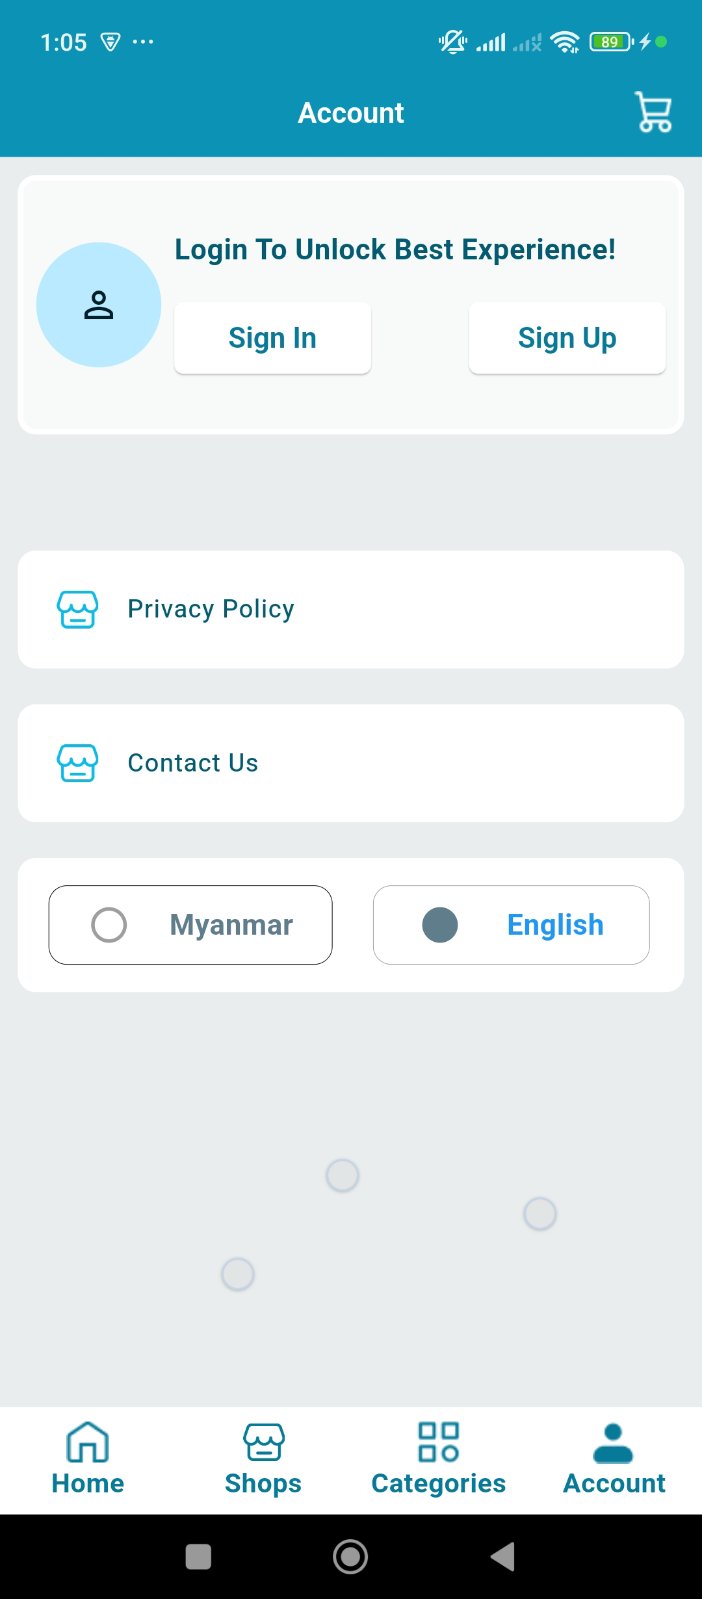 1:05
89
Account
Login To Unlock Best Experience!
Sign In
Sign Up
Privacy Policy
Contact Us
Myanmar
English
Home
Shops
Categories
Account